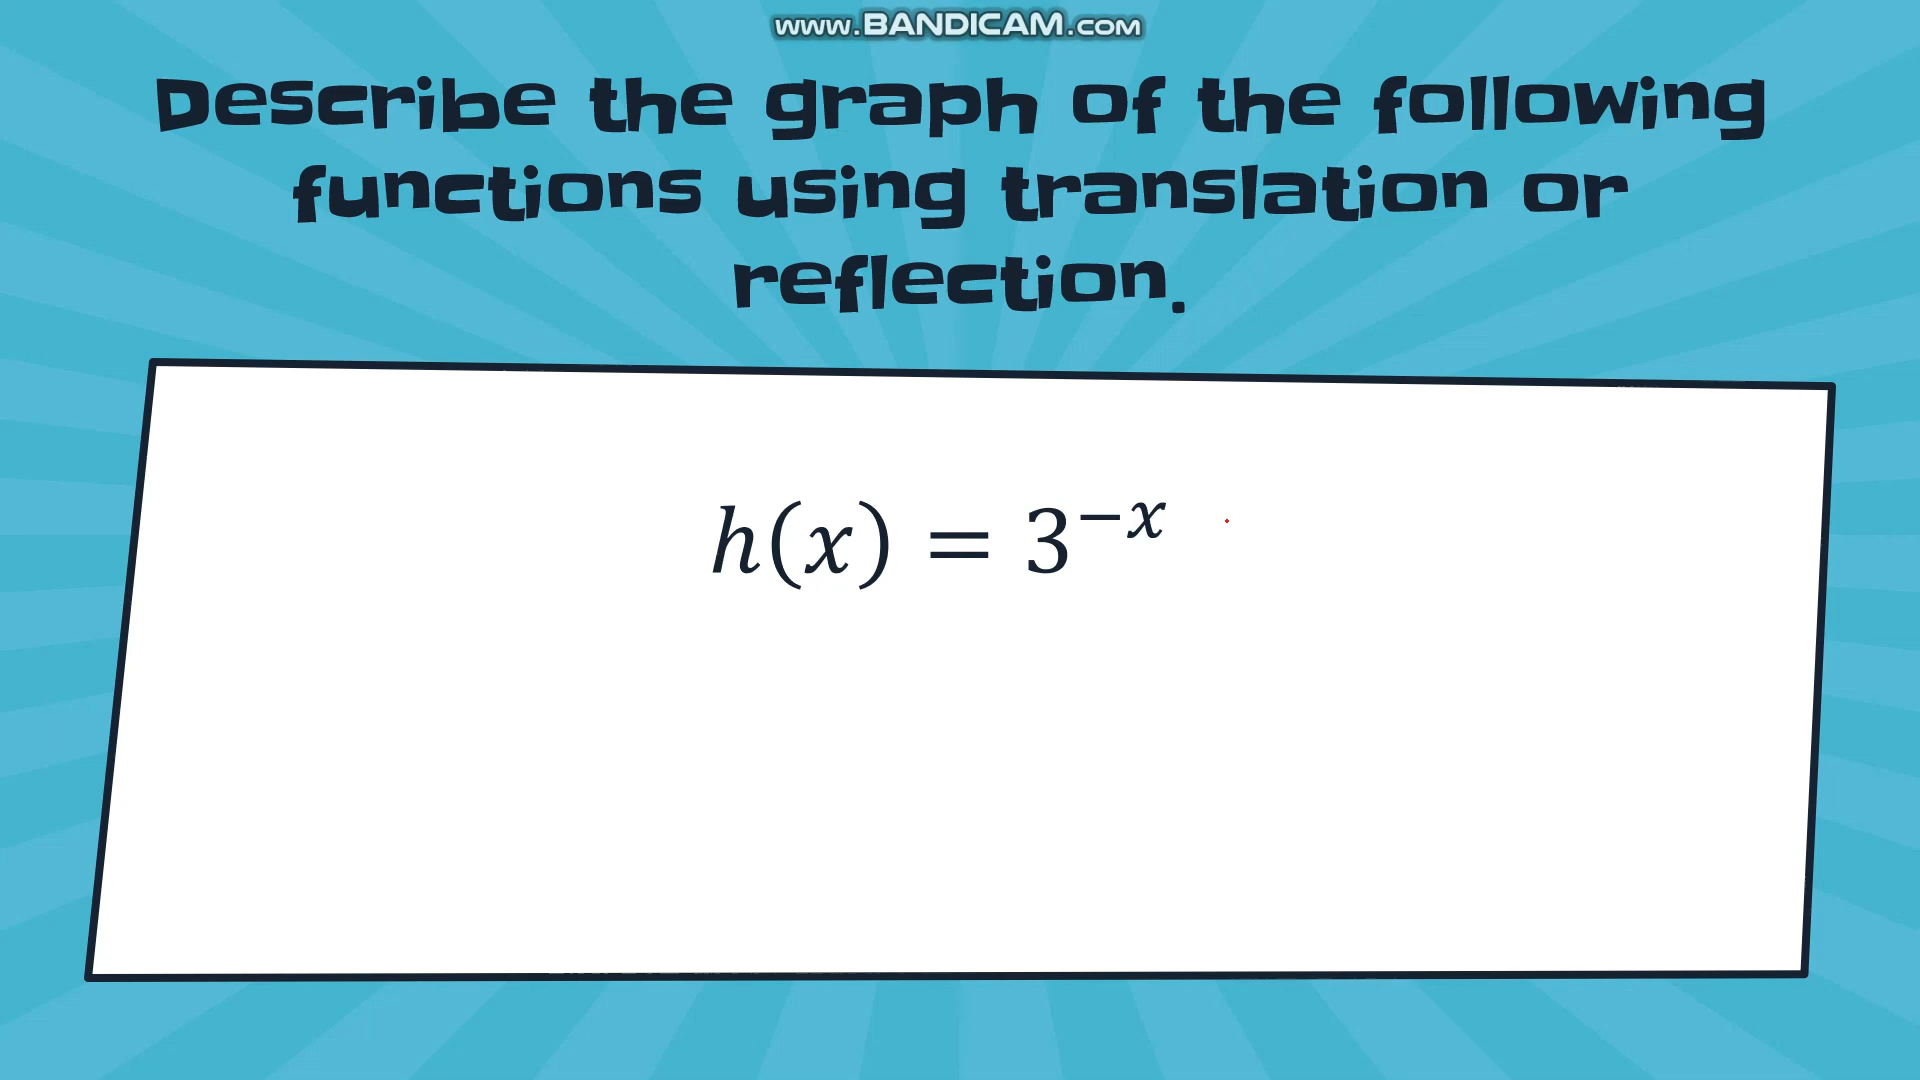 www.BANDICAM.com
Describe the graph of the following
functions using translation or
reflection.
h(x) = 3^{-x}